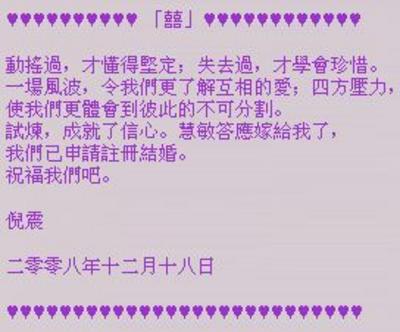 ♥♥♥♥♥♥♥♥♥♥ 「囍」 ♥♥♥♥♥♥♥♥♥♥♥♥
動搖過，才懂得堅定；失去過，才學會珍惜。
一場風波，令我們更了解互相的愛；四方壓力，
使我們更體會到彼此的不可分割。
試煉，成就了信心。慧敏答應嫁給我了，
我們已申請註冊結婚。
祝福我們吧。
倪震
二零零八年十二月十八日
♥♥♥♥♥♥♥♥♥♥♥♥♥♥♥♥♥♥♥♥♥♥♥♥♥♥♥